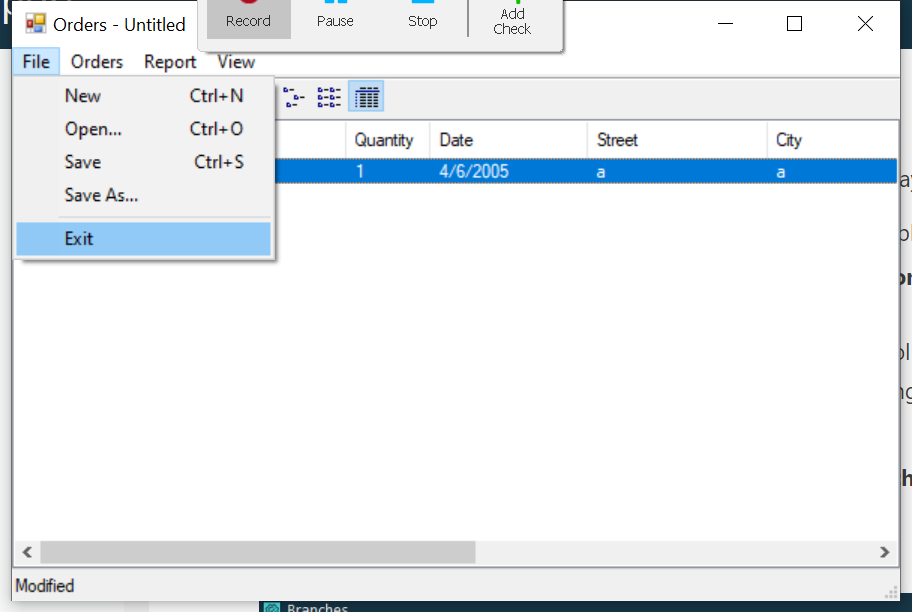 Orders - Untitled
Record Pause Stop Add Check
File Orders Report View
New Ctrl+N
Open... Ctrl+O
Save Ctrl+S
Save As...
Exit
Quantity Date Street City
1 4/6/2005 a a
Modified
Branches